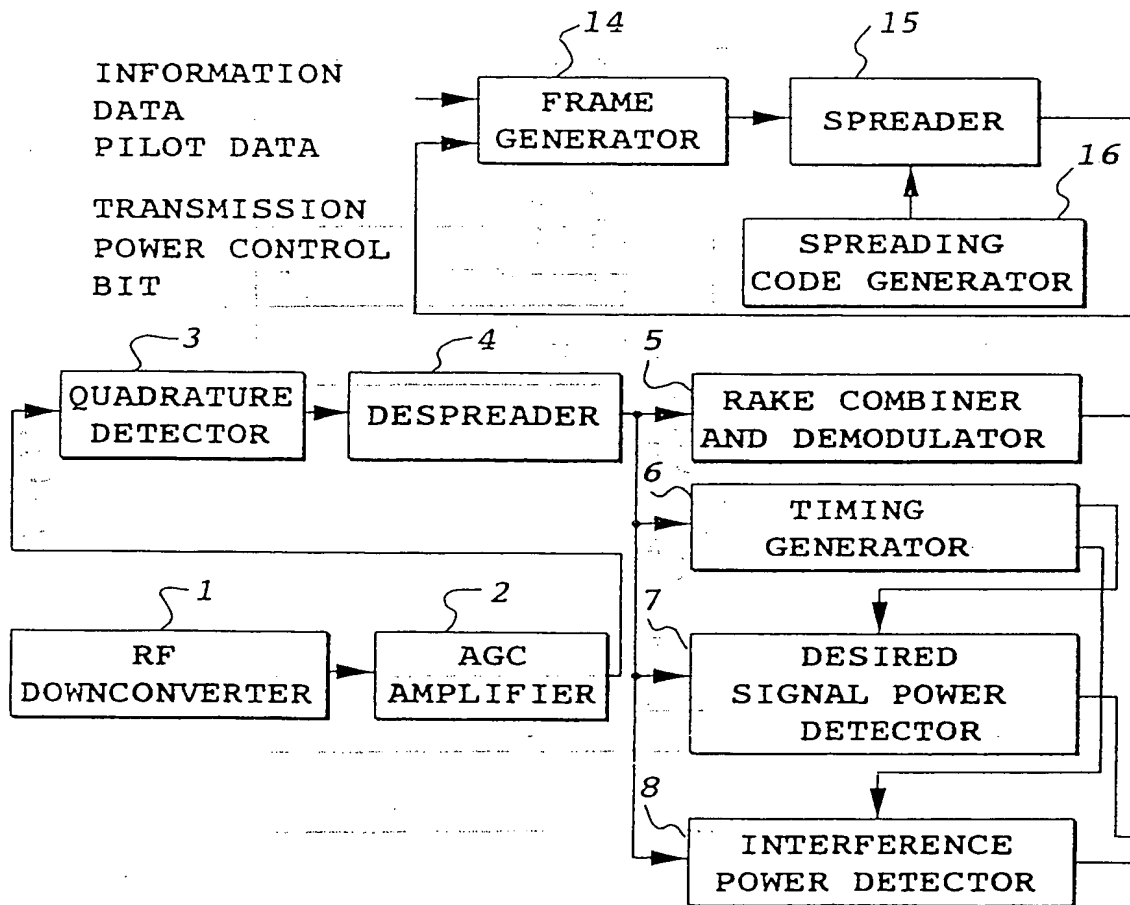 14
15
INFORMATION
DATA
PILOT DATA
FRAME
GENERATOR
SPREADER
16
TRANSMISSION
POWER CONTROL
BIT
SPREADING
CODE GENERATOR
3
4
5
QUADRATURE
DETECTOR
DESPREADER
RAKE COMBINER
AND DEMODULATOR
6
TIMING
GENERATOR
1
2
7
RF
DOWNCONVERTER
AGC
AMPLIFIER
DESIRED
SIGNAL POWER
DETECTOR
8
INTERFERENCE
POWER DETECTOR